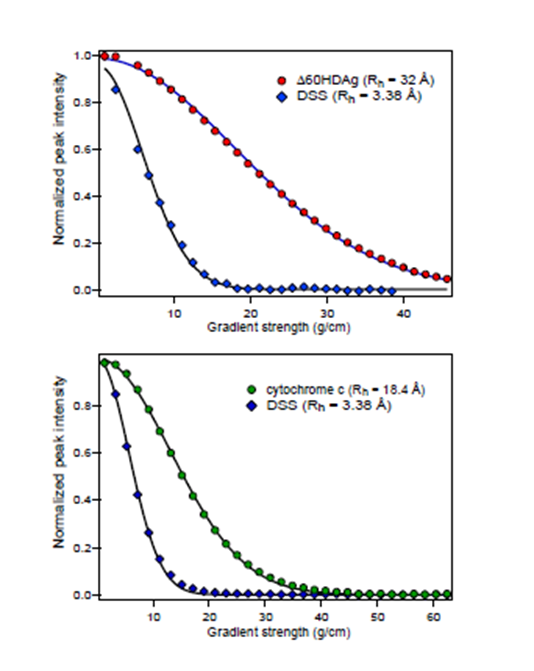 Normalized peak intensity
1.0
0.8
0.6
0.4
0.2
0.0
Δ60HDAg (Rh = 32 Å)
DSS (Rh = 3.38 Å)
10 20 30 40
Gradient strength (g/cm)
Normalized peak intensity
0.8
0.6
0.4
0.2
0.0
cytochrome c (Rh = 18.4 Å)
DSS (Rh = 3.38 Å)
10 20 30 40 50 60
Gradient strength (g/cm)